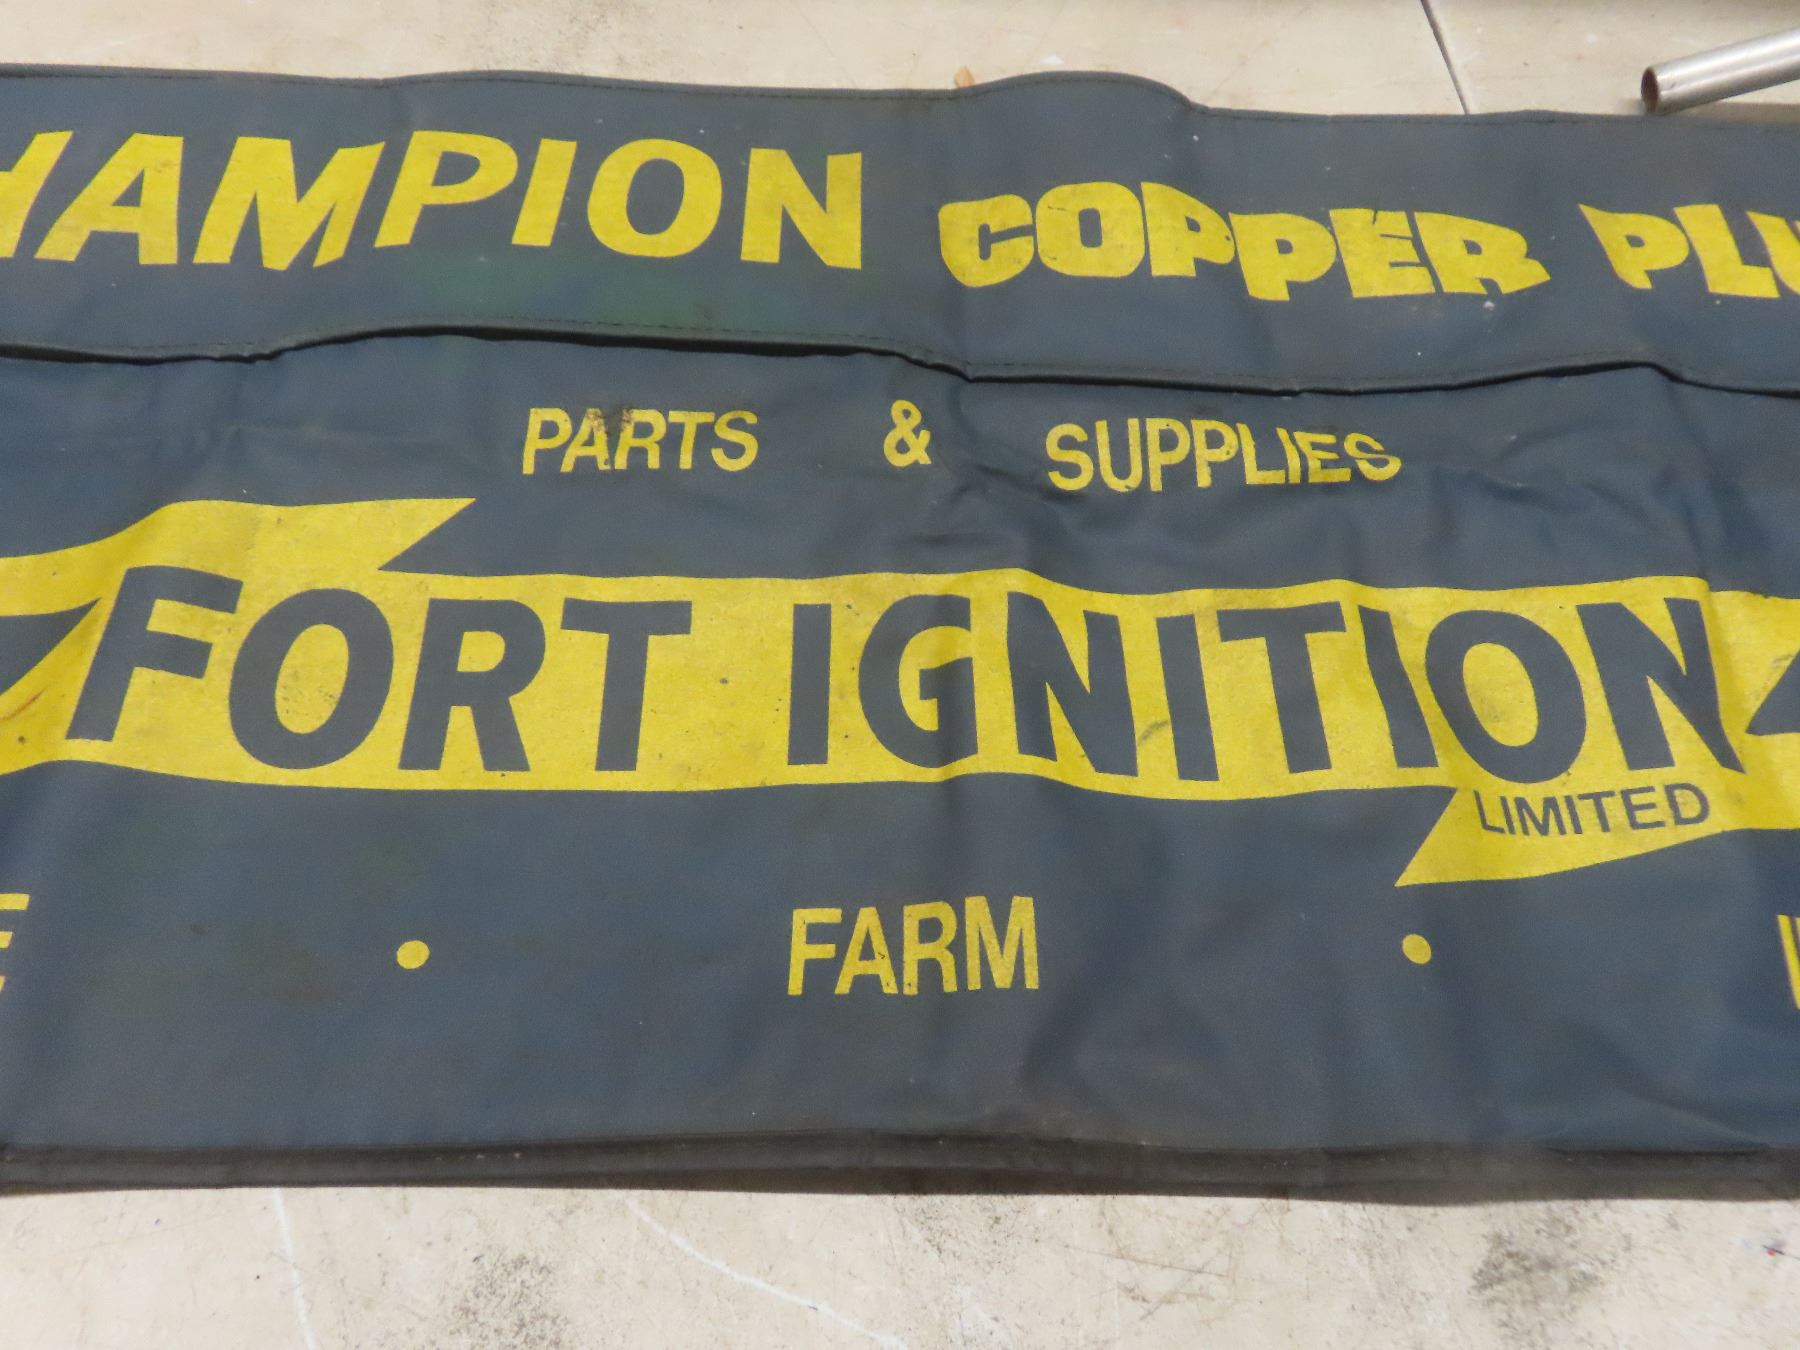 HAMPION COPPER PLU
PARTS & SUPPLIES
FORT IGNITION
LIMITED
E • FARM •